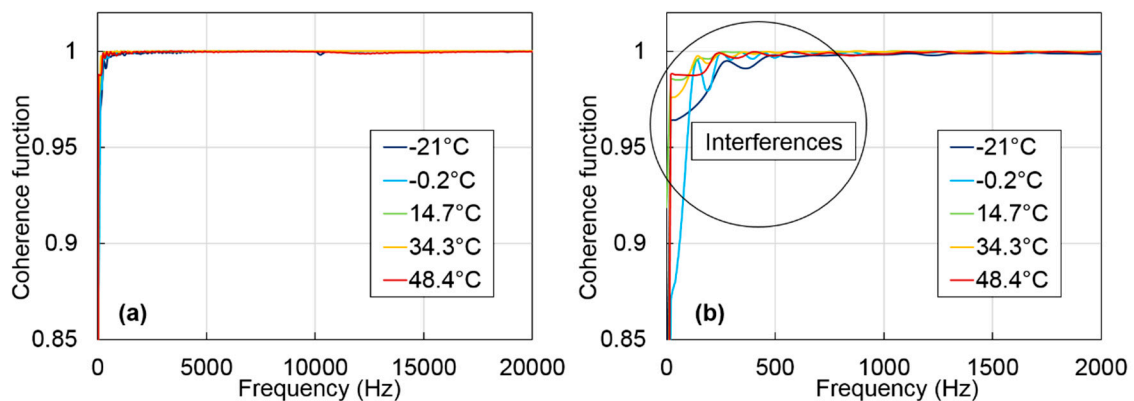 1
0.95
0.9
0.85
Coherence function
-21°C
-0.2°C
14.7°C
34.3°C
48.4°C
(a)
0
5000
10000
15000
20000
Frequency (Hz)
1
0.95
0.9
0.85
Coherence function
Interferences
-21°C
-0.2°C
14.7°C
34.3°C
48.4°C
(b)
0
500
1000
1500
2000
Frequency (Hz)